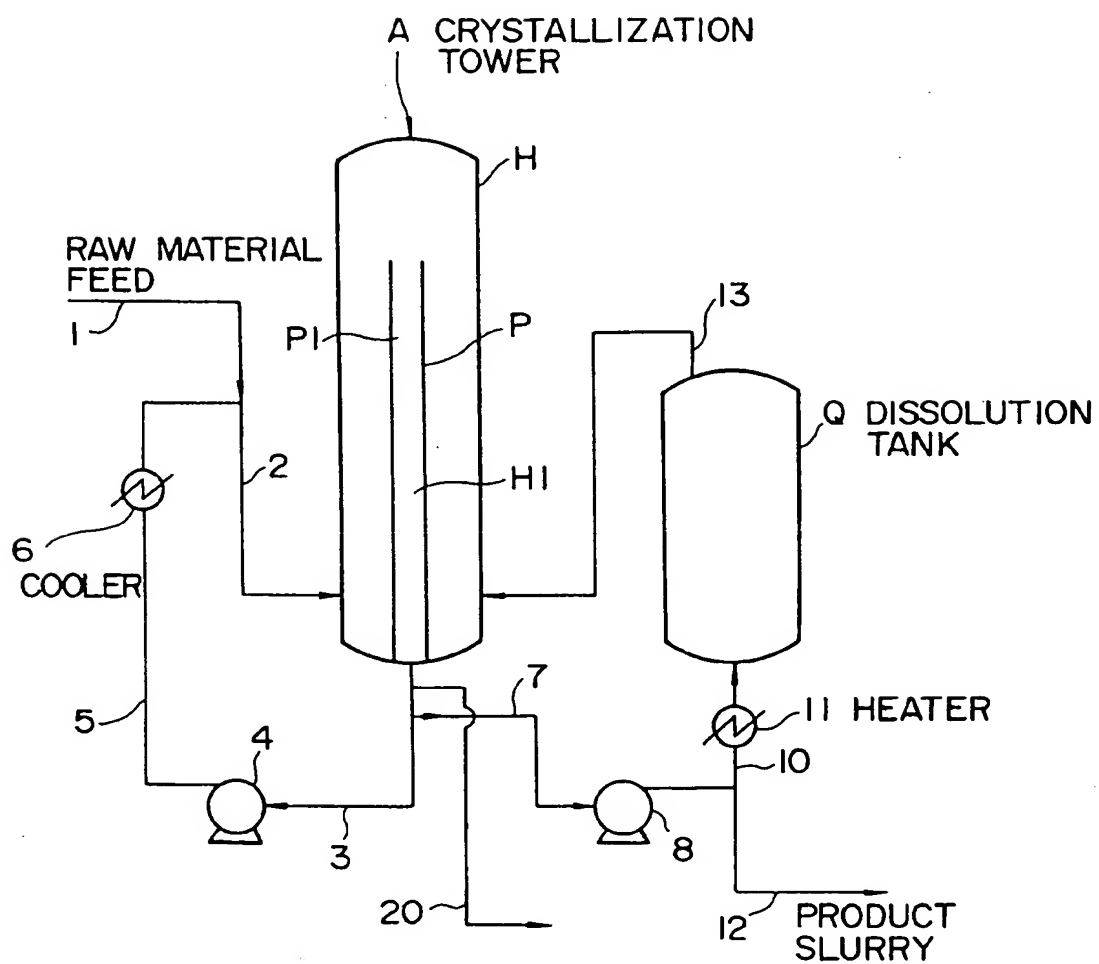 A CRYSTALLIZATION
TOWER
H
RAW MATERIAL
FEED
1
13
P1
P
Q DISSOLUTION
TANK
2
H1
6
COOLER
7
5
11 HEATER
4
10
3
8
20
12
PRODUCT
SLURRY